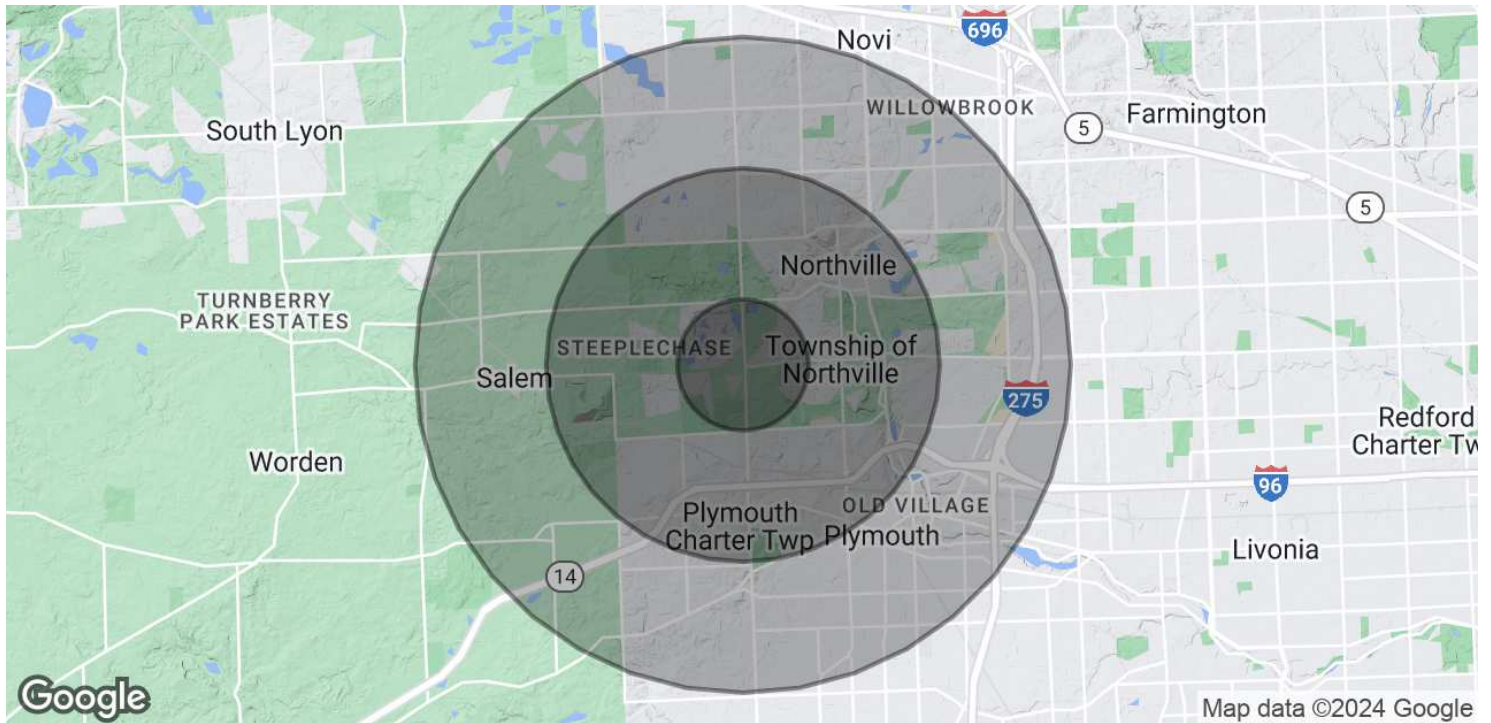 696
Novi
WILLOWBROOK
5
Farmington
South Lyon
5
Northville
TURNBERRY
PARK ESTATES
STEEPLECHASE
Township of
Northville
Salem
275
Redford
Charter Tw
Worden
96
OLD VILLAGE
Plymouth
Charter Twp
Plymouth
Livonia
14
Google
Map data ©2024 Google